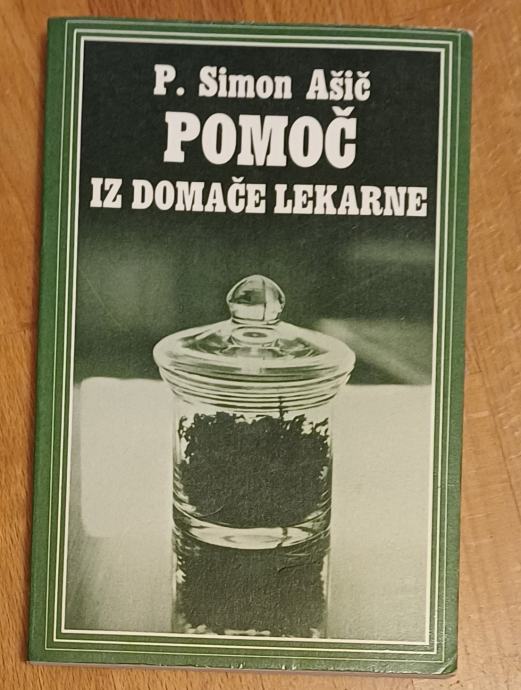 P. Simon Ašič
POMOČ
IZ DOMAČE LEKARNE